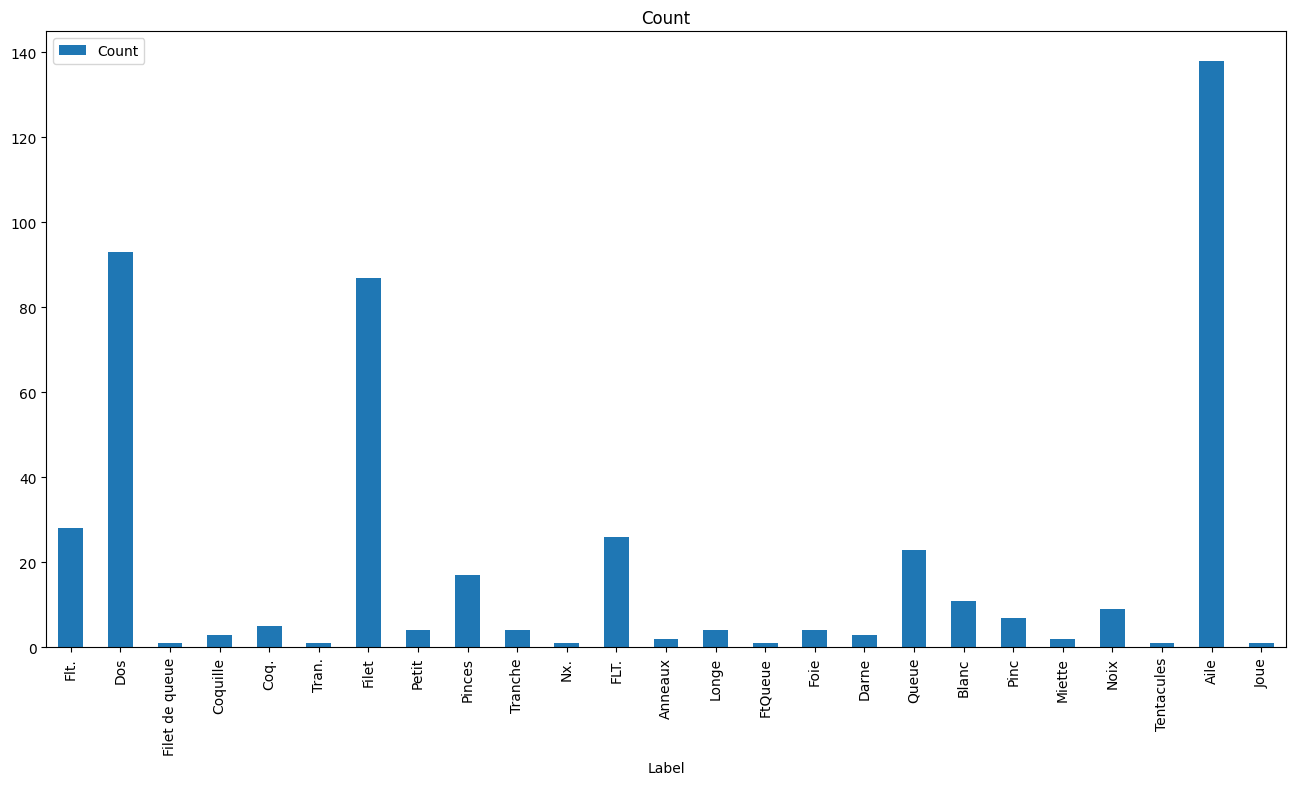 Count
Count
140
120
100
80
60
40
20
0
Flt.
Dos
Filet de queue
Coquille
Coq.
Tran.
Filet
Petit
Pinces
Tranche
Nx.
FLT.
Anneaux
Longe
FtQueue
Foie
Darne
Queue
Blanc
Pinc
Miette
Noix
Tentacules
Aile
Joue
Label